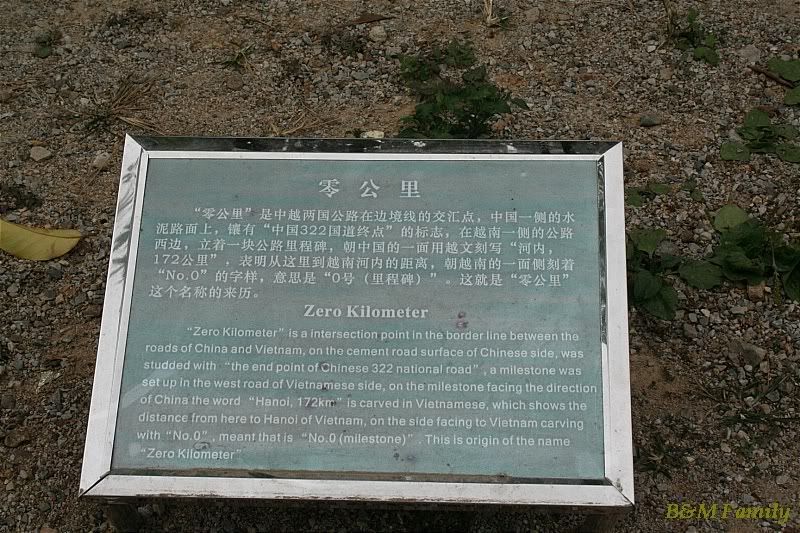 零公里
“零公里”是中越两国公路在边境线的交汇点，中国一侧的水
泥路面上，镶有“中国322国道终点”的标志，在越南一侧的公路
西边，立着一块公路里程碑，朝中国的一面用越文刻写“河内，
172公里”，表明从这里到越南河内的距离，朝越南的一面侧刻着
“No.0”的字样，意思是“0号（里程碑）”。这就是“零公里”
这个名称的来历。
Zero Kilometer
“Zero Kilometer” is a intersection point in the border line between the
roads of China and Vietnam, on the cement road surface of Chinese side, was
studded with “the end point of Chinese 322 national road”, a milestone was
set up in the west road of Vietnamese side, on the milestone facing the direction
of China the word “Hanoi, 172km” is carved in Vietnamese, which shows the
distance from here to Hanoi of Vietnam, on the side facing to Vietnam carving
with “No.0”, meant that is “No.0 (milestone)”. This is origin of the name
“Zero Kilometer”
B&M Family